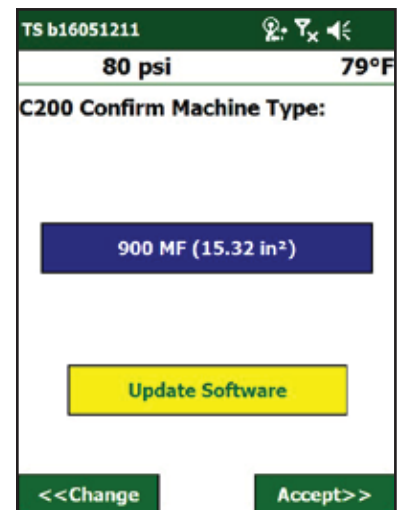 TS b16051211
80 psi 79°F
C200 Confirm Machine Type:
900 MF (15.32 in²)
Update Software
<<Change Accept>>